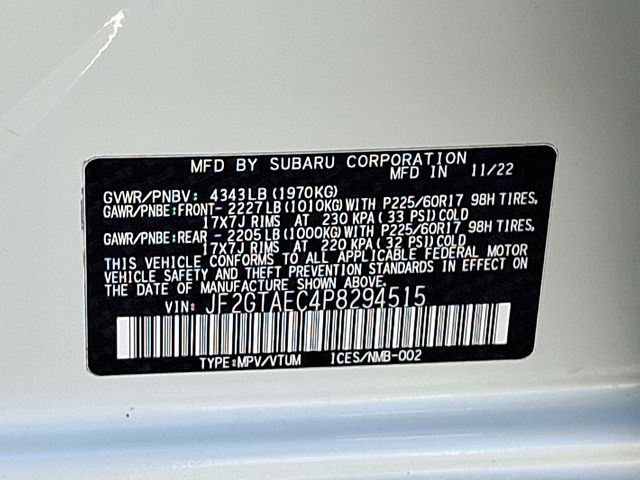 MFD BY SUBARU CORPORATION
MFD IN 11/22
GVWR/PNBV: 4343LB (1970KG)
GAWR/PNBE:FRONT- 2227LB (1010KG) WITH P225/60R17 98H TIRES,
17X7J RIMS AT 230 KPA (33 PSI) COLD
GAWR/PNBE:REAR - 2205LB (1000KG) WITH P225/60R17 98H TIRES,
17X7J RIMS AT 220 KPA (32 PSI) COLD
THIS VEHICLE CONFORMS TO ALL APPLICABLE FEDERAL MOTOR
VEHICLE SAFETY AND THEFT PREVENTION STANDARDS IN EFFECT ON
THE DATE OF MANUFACTURE SHOWN ABOVE.
VIN: JF2GTAEC4P8294515
TYPE:MPV/VTUM ICES/NMB-002